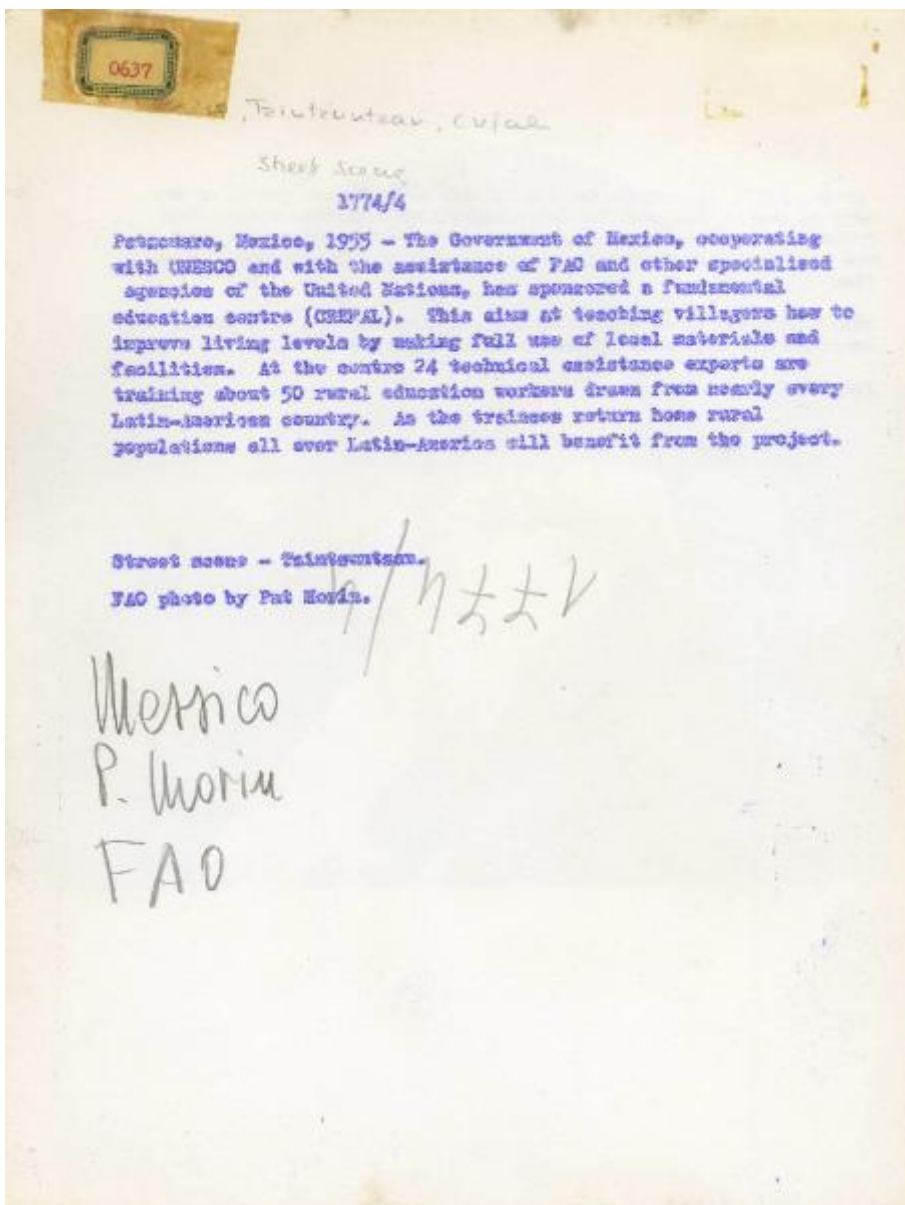 0637
, Tzintzuntzan, Crefal
Street Scene
1774/4
Patzcuaro, Mexico, 1955 - The Government of Mexico, cooperating
with UNESCO and with the assistance of FAO and other specialized
agencies of the United Nations, has sponsored a fundamental
education centre (CREFAL). This aims at teaching villagers how to
improve living levels by making full use of local materials and
facilities. At the centre 24 technical assistance experts are
training about 50 rural education workers drawn from nearly every
Latin-American country. As the trainees return home rural
populations all over Latin-America will benefit from the project.
Street scene - Tzintzuntzan.
FAO photo by Pat Morin.
1774/4
Messico
P. Morin
FAO